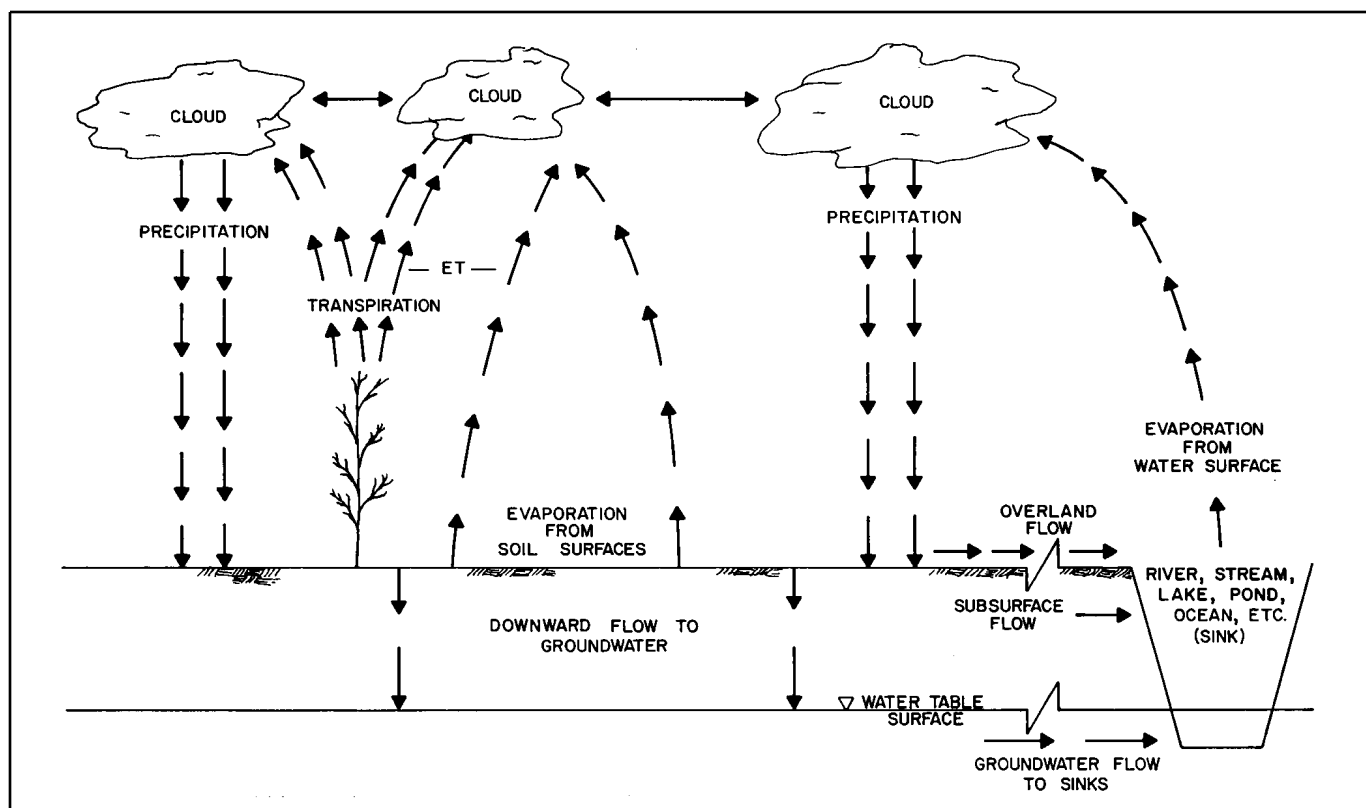 CLOUD
CLOUD
CLOUD
PRECIPITATION
PRECIPITATION
— ET —
TRANSPIRATION
EVAPORATION
FROM
WATER SURFACE
EVAPORATION
FROM
SOIL SURFACES
OVERLAND
FLOW
RIVER, STREAM,
LAKE, POND,
OCEAN, ETC.
(SINK)
SUBSURFACE
FLOW
DOWNWARD FLOW TO
GROUNDWATER
WATER TABLE
SURFACE
GROUNDWATER FLOW
TO SINKS